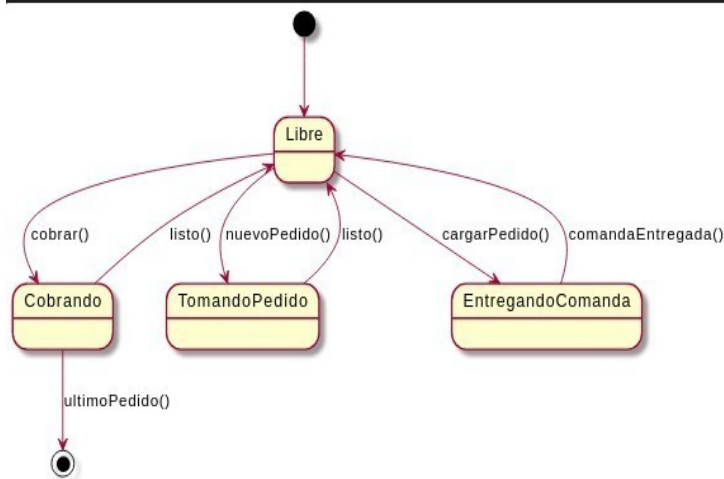 Libre
cobrar()
listo()
nuevoPedido()
listo()
cargarPedido()
comandaEntregada()
Cobrando
TomandoPedido
EntregandoComanda
ultimoPedido()